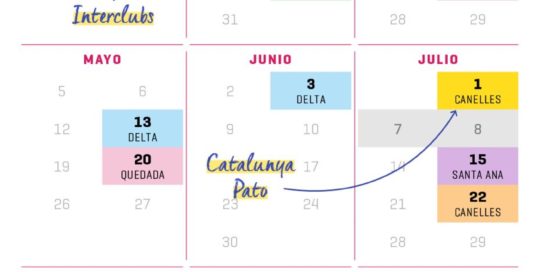 Interclubs 31 28 29
MAYO JUNIO JULIO
5 6 2 3 1
DELTA CANELLES
12 13 9 10 7 8
DELTA
19 20 Catalunya 17 14 15
QUEDADA Pato SANTA ANA
26 27 23 24 21 22
CANELLES
30 28 29